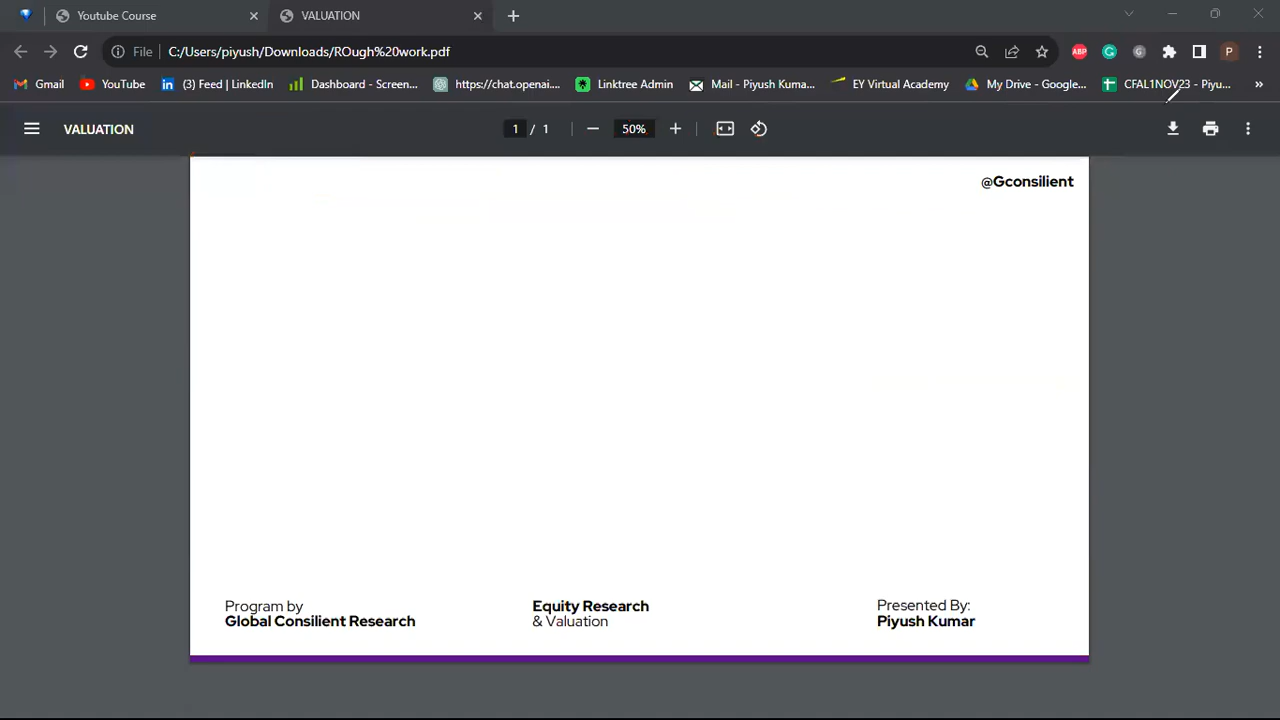 Youtube Course
VALUATION
File
C:/Users/piyush/Downloads/ROugh%20work.pdf
ABP
G
P
Gmail
YouTube
(3) Feed | LinkedIn
Dashboard - Screen...
https://chat.openai....
Linktree Admin
Mail - Piyush Kuma...
EY Virtual Academy
My Drive - Google...
CFAL1NOV23 - Piyu...
»
VALUATION
1 / 1
50%
@Gconsilient
Program by
Global Consilient Research
Equity Research
& Valuation
Presented By:
Piyush Kumar